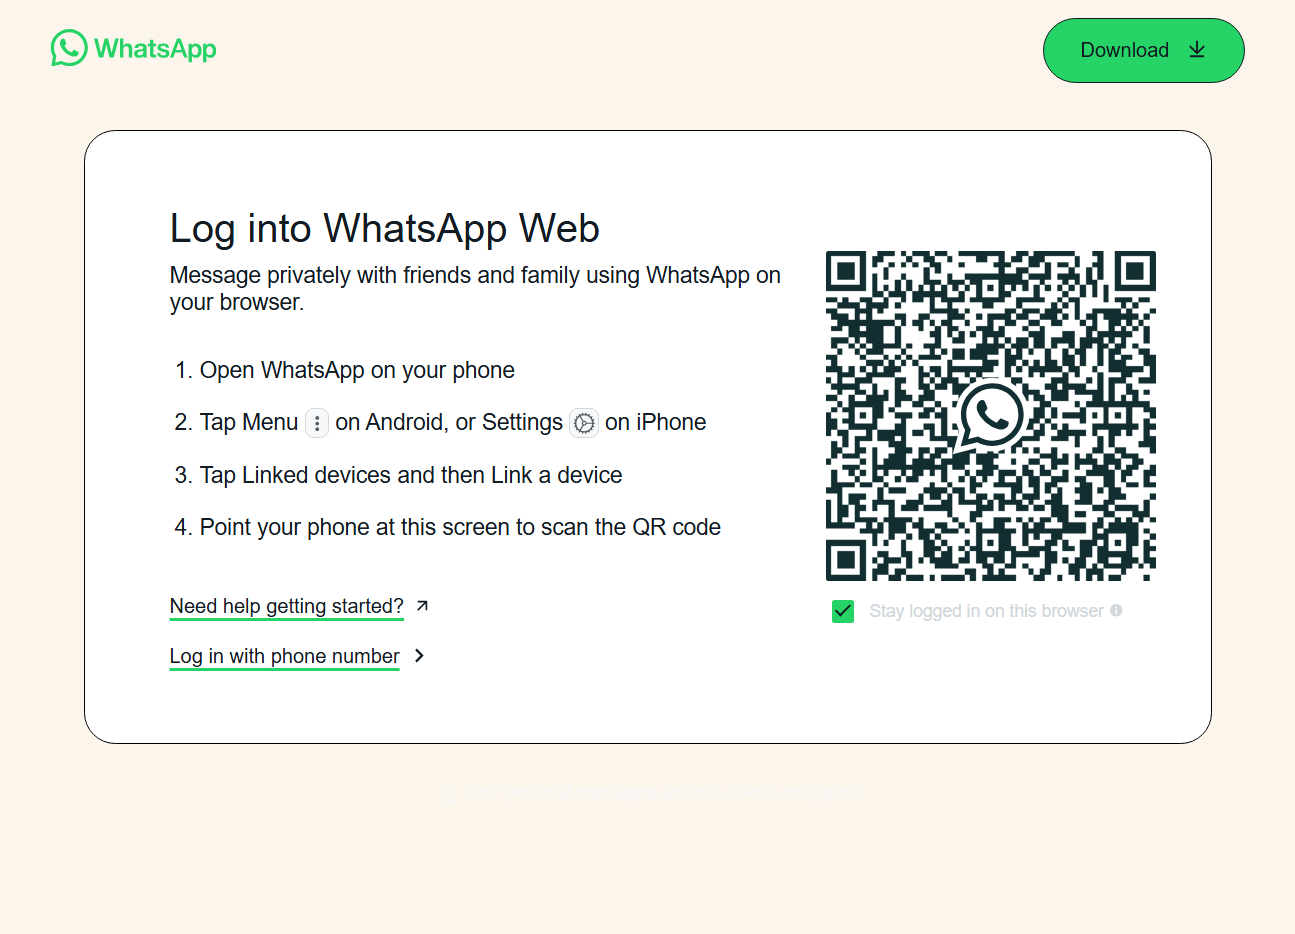 WhatsApp
Download
Log into WhatsApp Web
Message privately with friends and family using WhatsApp on
your browser.
1. Open WhatsApp on your phone
2. Tap Menu on Android, or Settings on iPhone
3. Tap Linked devices and then Link a device
4. Point your phone at this screen to scan the QR code
Need help getting started?
Log in with phone number
Stay logged in on this browser